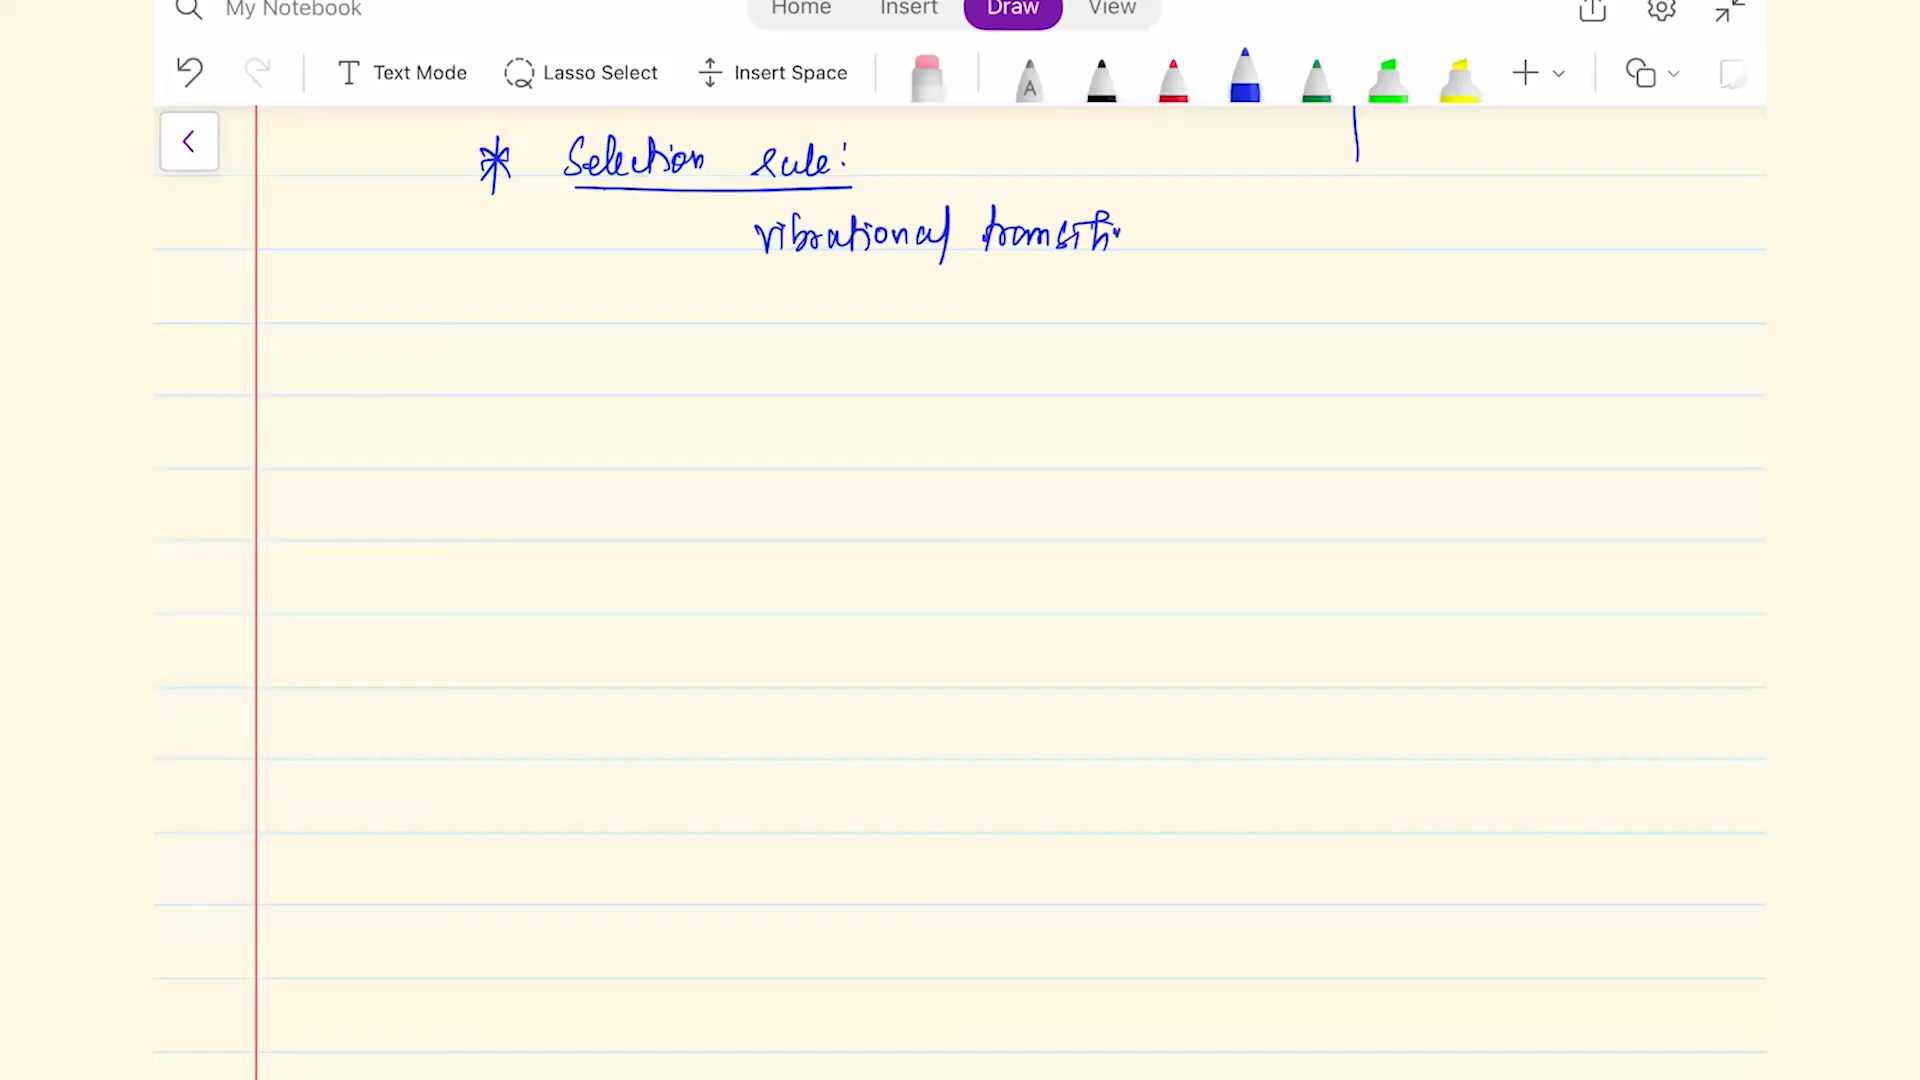 My Notebook
Home Insert Draw View
Text Mode Lasso Select Insert Space
A
* Selection rule:
vibrational transiti